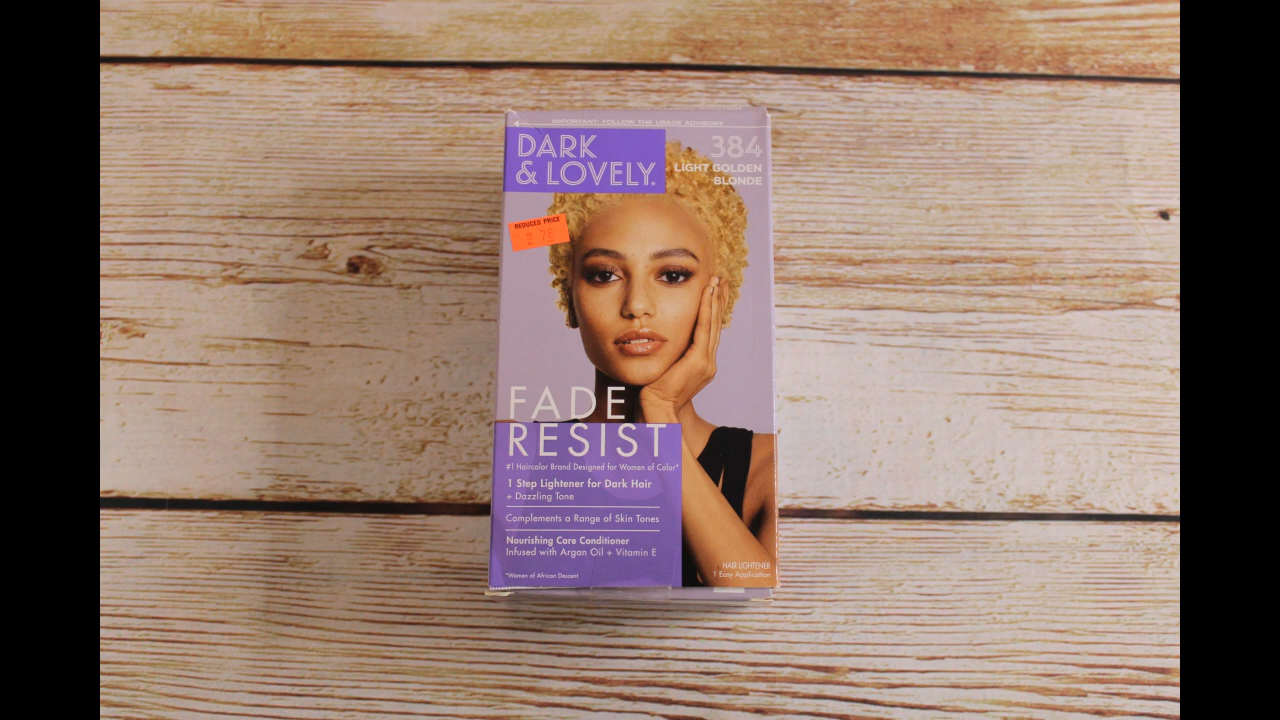 IMPORTANT: FOLLOW THE USAGE ADVISORY
DARK
& LOVELY.
384
LIGHT GOLDEN
BLONDE
REDUCED PRICE
2.78
FADE
RESIST
#1 Haircolor Brand Designed for Women of Color*
1 Step Lightener for Dark Hair
+ Dazzling Tone
Complements a Range of Skin Tones
Nourishing Care Conditioner
Infused with Argan Oil + Vitamin E
*Women of African Descent
HAIR LIGHTENER
1 Easy Application